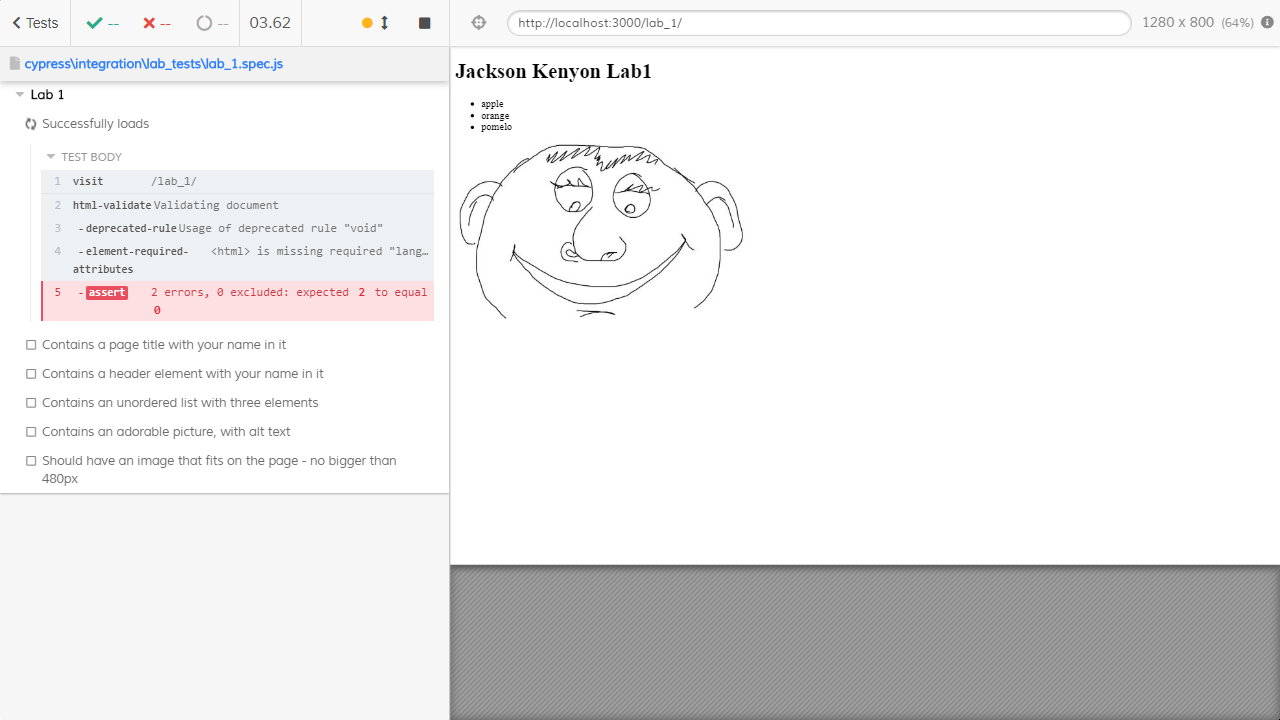 Tests -- -- -- 03.62
http://localhost:3000/lab_1/ 1280 x 800 (64%)
cypress\integration\lab_tests\lab_1.spec.js
Lab 1
Successfully loads
TEST BODY
1 visit /lab_1/
2 html-validate Validating document
3 -deprecated-rule Usage of deprecated rule "void"
4 -element-required- <html> is missing required "lang…
attributes
5 -assert 2 errors, 0 excluded: expected 2 to equal
0
Contains a page title with your name in it
Contains a header element with your name in it
Contains an unordered list with three elements
Contains an adorable picture, with alt text
Should have an image that fits on the page - no bigger than
480px
Jackson Kenyon Lab1
apple
orange
pomelo